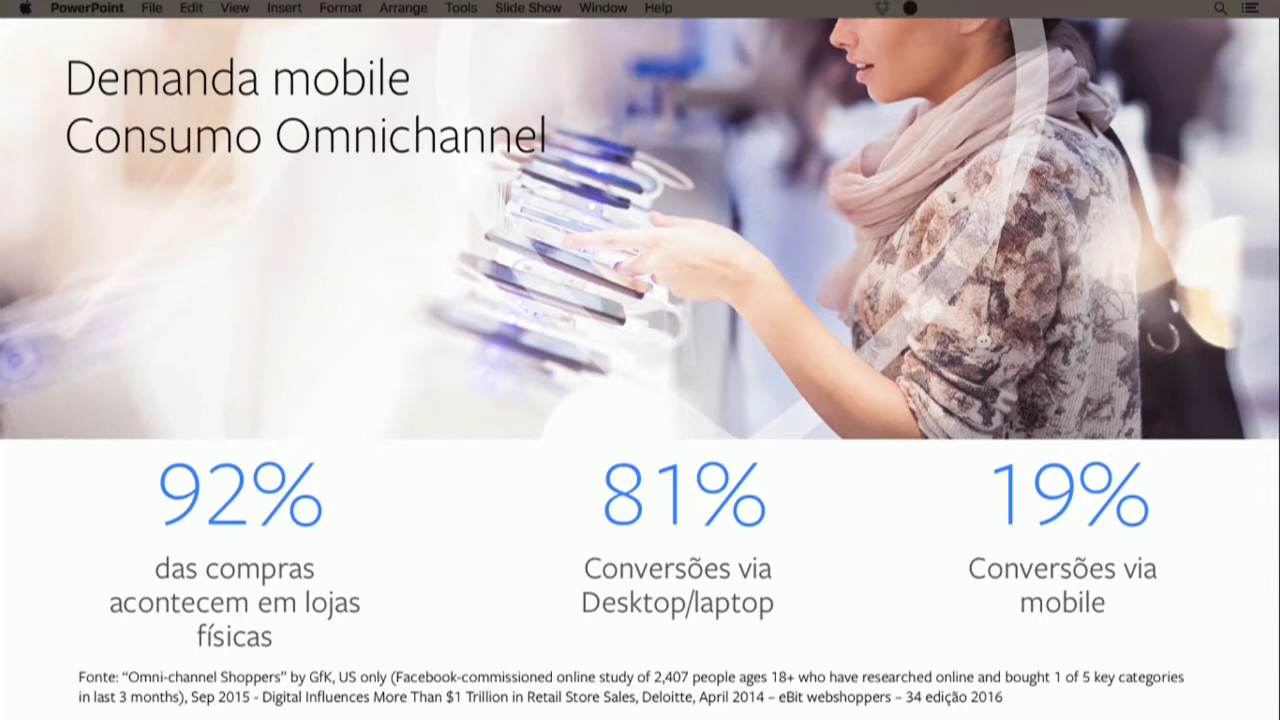 PowerPoint File Edit View Insert Format Arrange Tools Slide Show Window Help
Demanda mobile
Consumo Omnichannel
92%
das compras
acontecem em lojas
físicas
81%
Conversões via
Desktop/laptop
19%
Conversões via
mobile
Fonte: “Omni-channel Shoppers” by GfK, US only (Facebook-commissioned online study of 2,407 people ages 18+ who have researched online and bought 1 of 5 key categories
in last 3 months), Sep 2015 - Digital Influences More Than $1 Trillion in Retail Store Sales, Deloitte, April 2014 – eBit webshoppers – 34 edição 2016